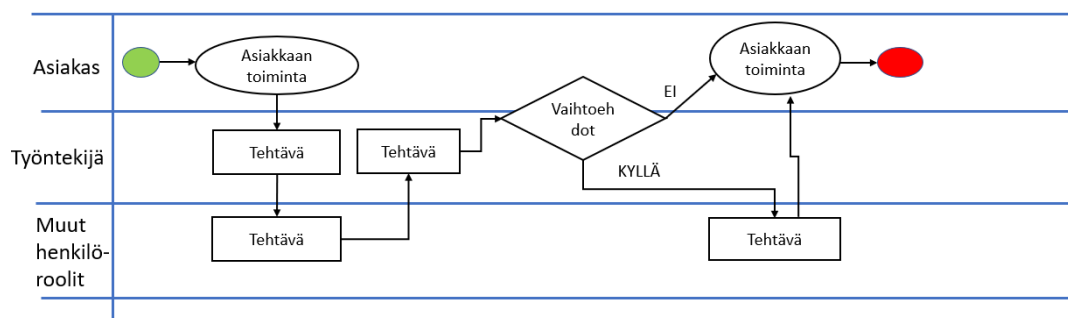 Asiakas
Asiakkaan
toiminta
Asiakkaan
toiminta
EI
Työntekijä
Tehtävä
Tehtävä
Vaihtoeh
dot
KYLLÄ
Muut
henkilö-
roolit
Tehtävä
Tehtävä